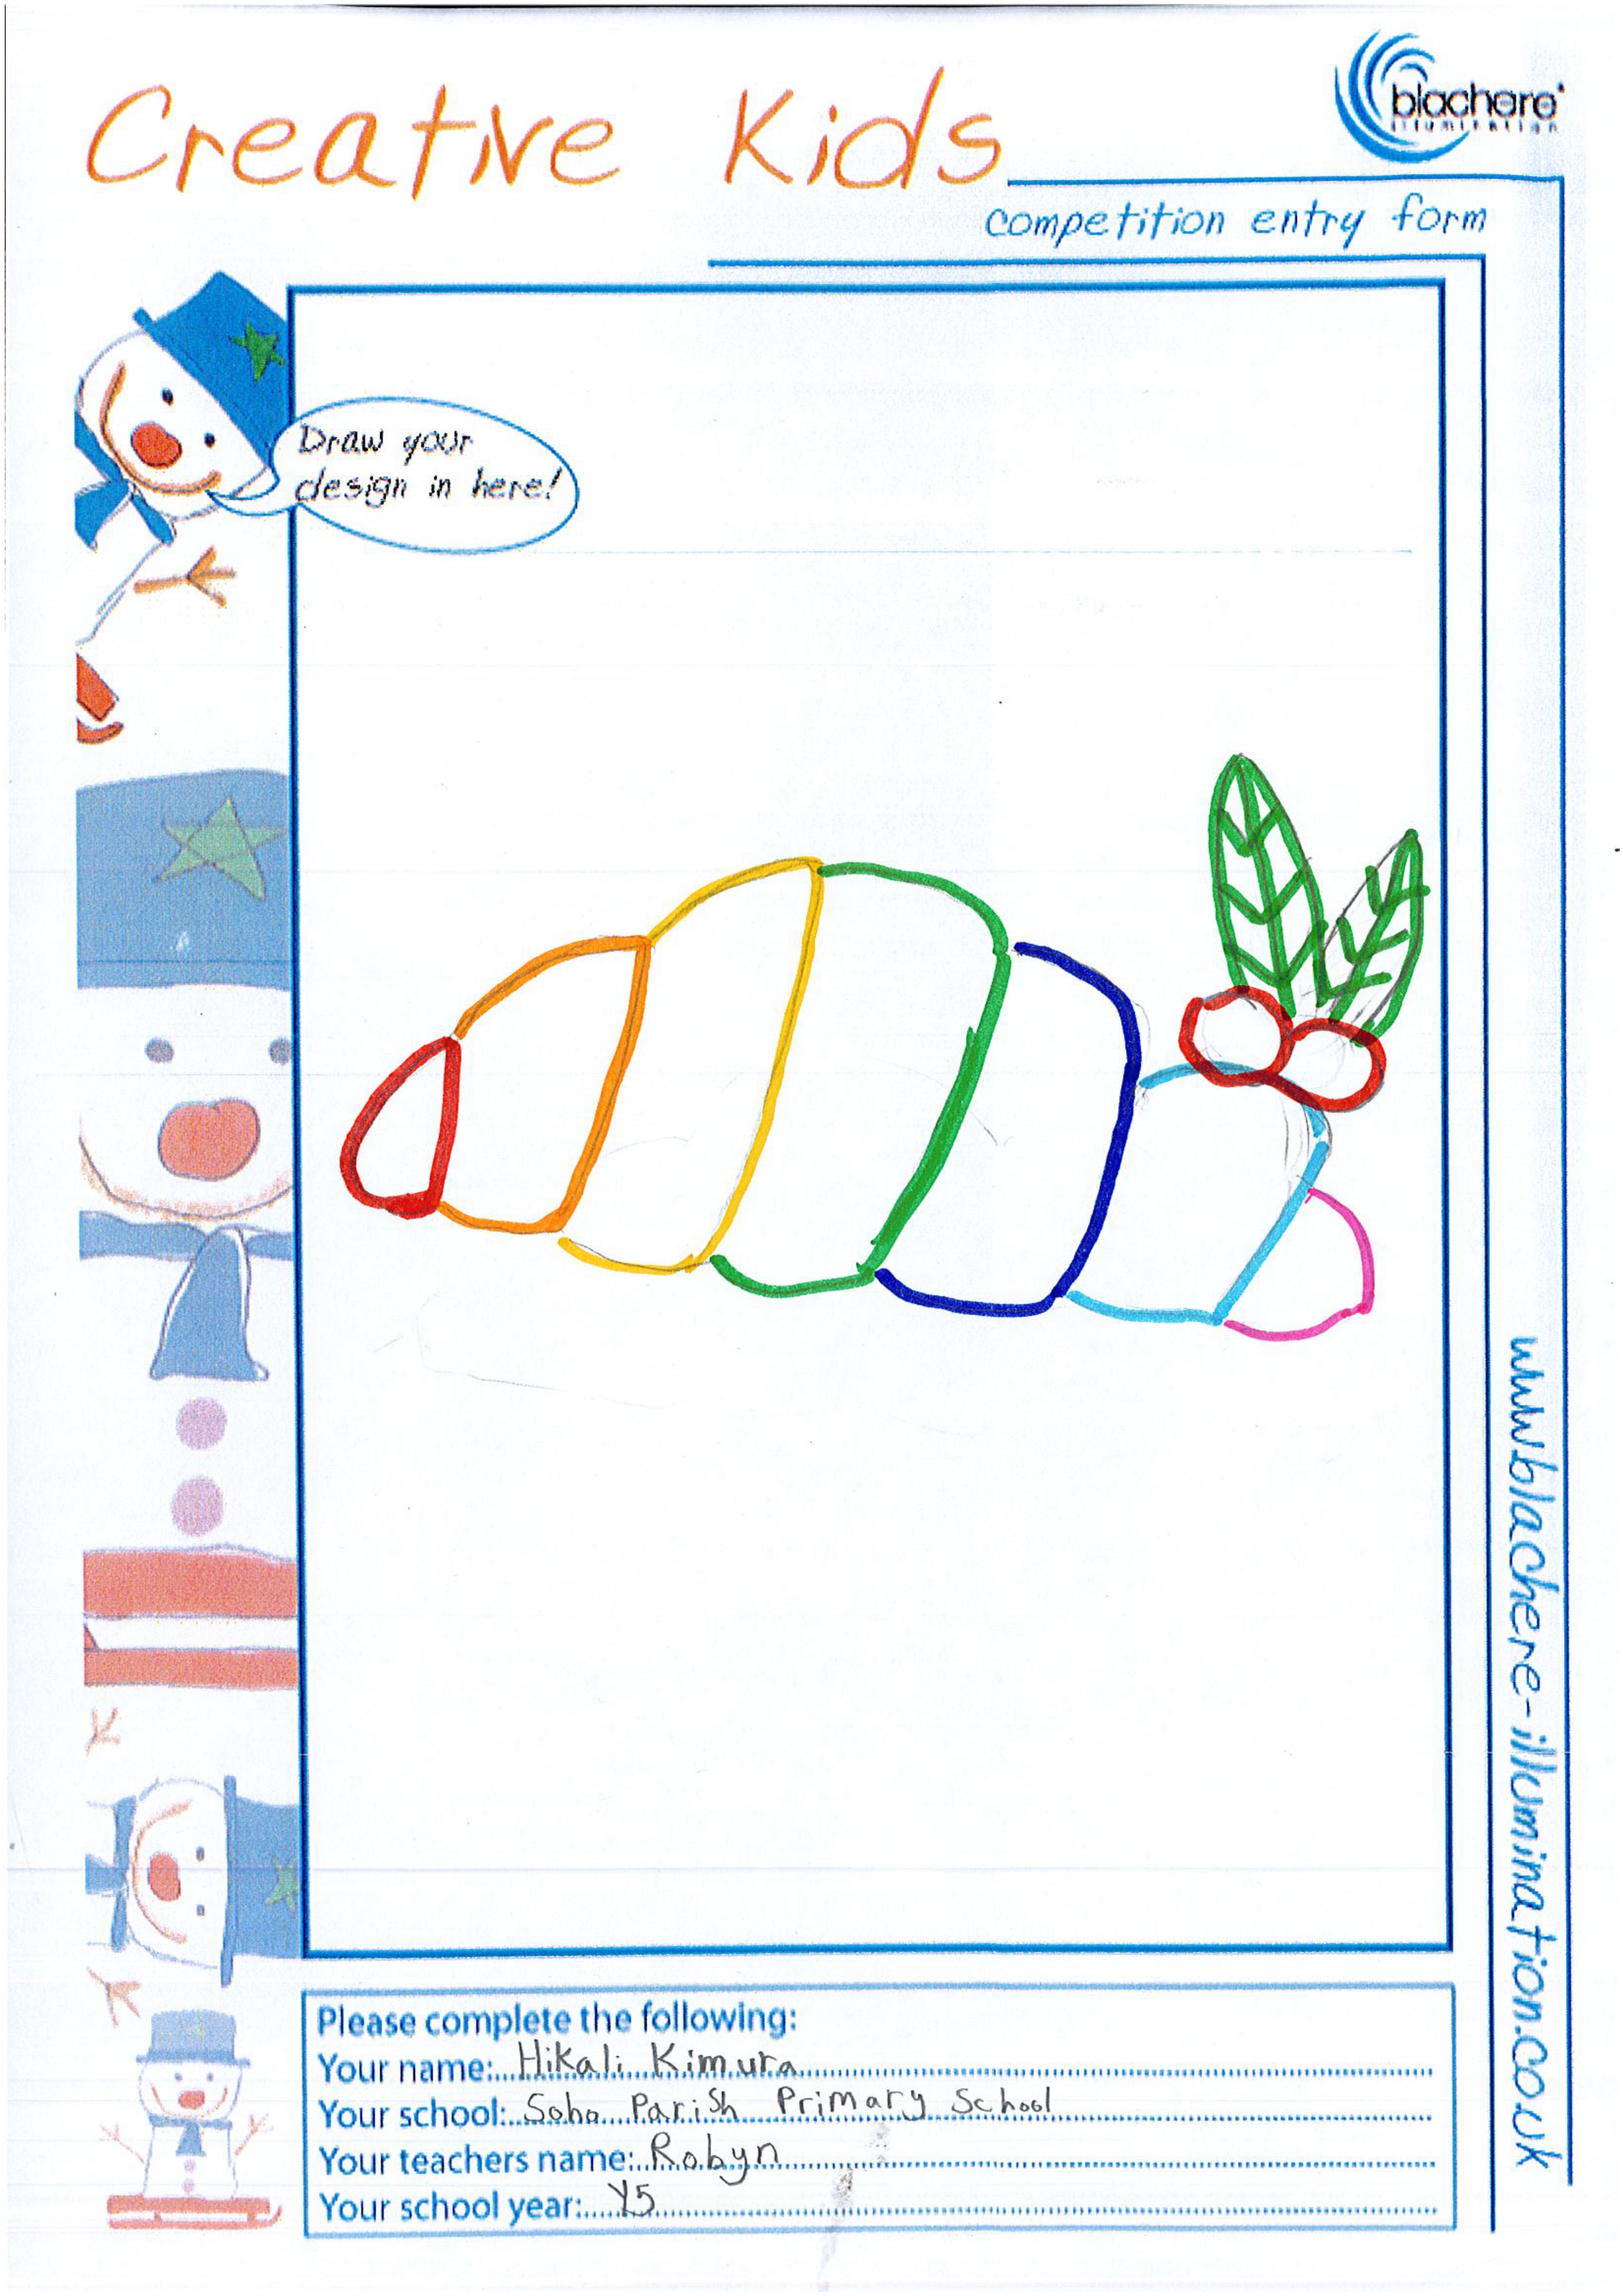 Creative Kids
blachere
illumination
competition entry form
Draw your
design in here!
www.blachere-illumination.co.uk
Please complete the following:
Your name: Hikali Kimura
Your school: Soho Parish Primary School
Your teachers name: Robyn
Your school year: Y5